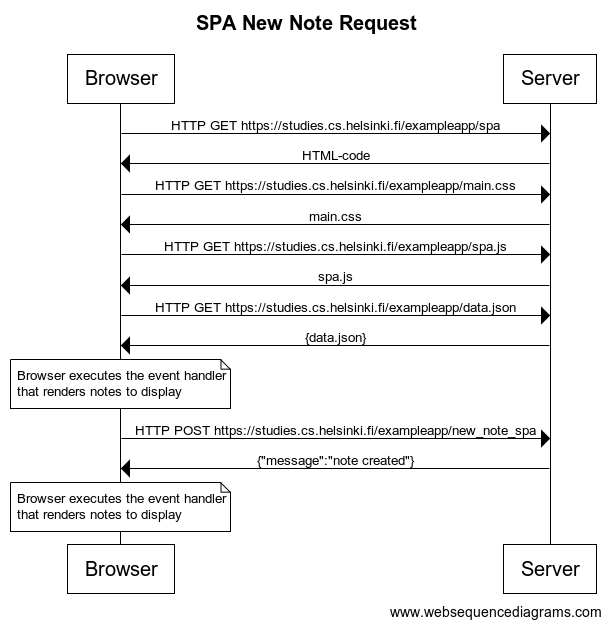 SPA New Note Request
Browser
Server
HTTP GET https://studies.cs.helsinki.fi/exampleapp/spa
HTML-code
HTTP GET https://studies.cs.helsinki.fi/exampleapp/main.css
main.css
HTTP GET https://studies.cs.helsinki.fi/exampleapp/spa.js
spa.js
HTTP GET https://studies.cs.helsinki.fi/exampleapp/data.json
{data.json}
Browser executes the event handler
that renders notes to display
HTTP POST https://studies.cs.helsinki.fi/exampleapp/new_note_spa
{"message":"note created"}
Browser executes the event handler
that renders notes to display
Browser
Server
www.websequencediagrams.com